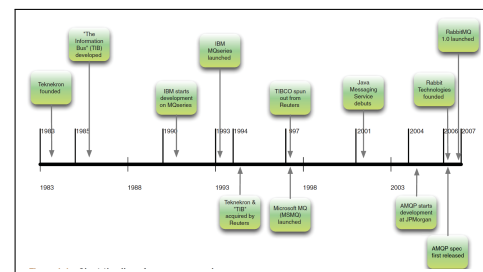 RabbitMQ
1.0 launched
"The
Information
Bus" (TIB)
developed
IBM
MQseries
launched
Teknekron
founded
IBM starts
development
on MQseries
TIBCO spun
out from
Reuters
Java
Messaging
Service
debuts
Rabbit
Technologies
founded
1983
1985
1990
1993
1994
997
2001
2004
2006
2007
1983
1988
1993
1998
2003
Teknekron &
"TIB"
acquired by
Reuters
Microsoft MQ
(MSMQ)
launched
AMQP starts
development
at JPMorgan
AMQP spec
first released